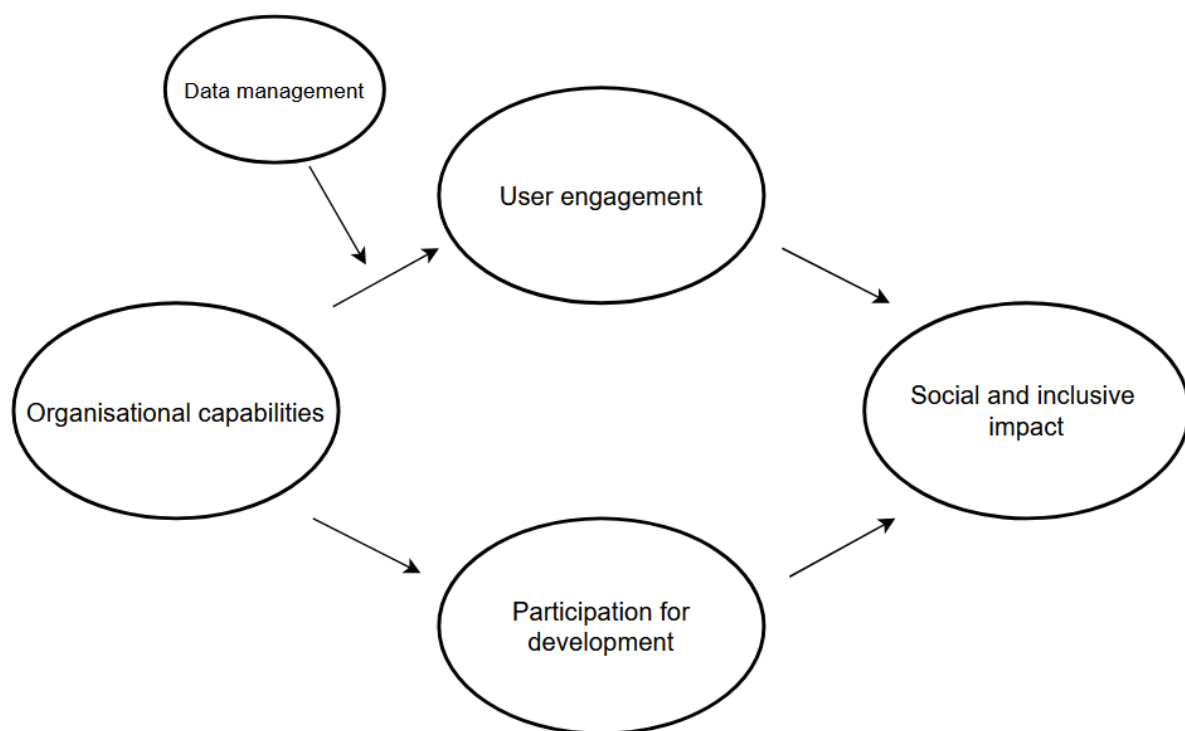 Data management
User engagement
Organisational capabilities
Social and inclusive
impact
Participation for
development